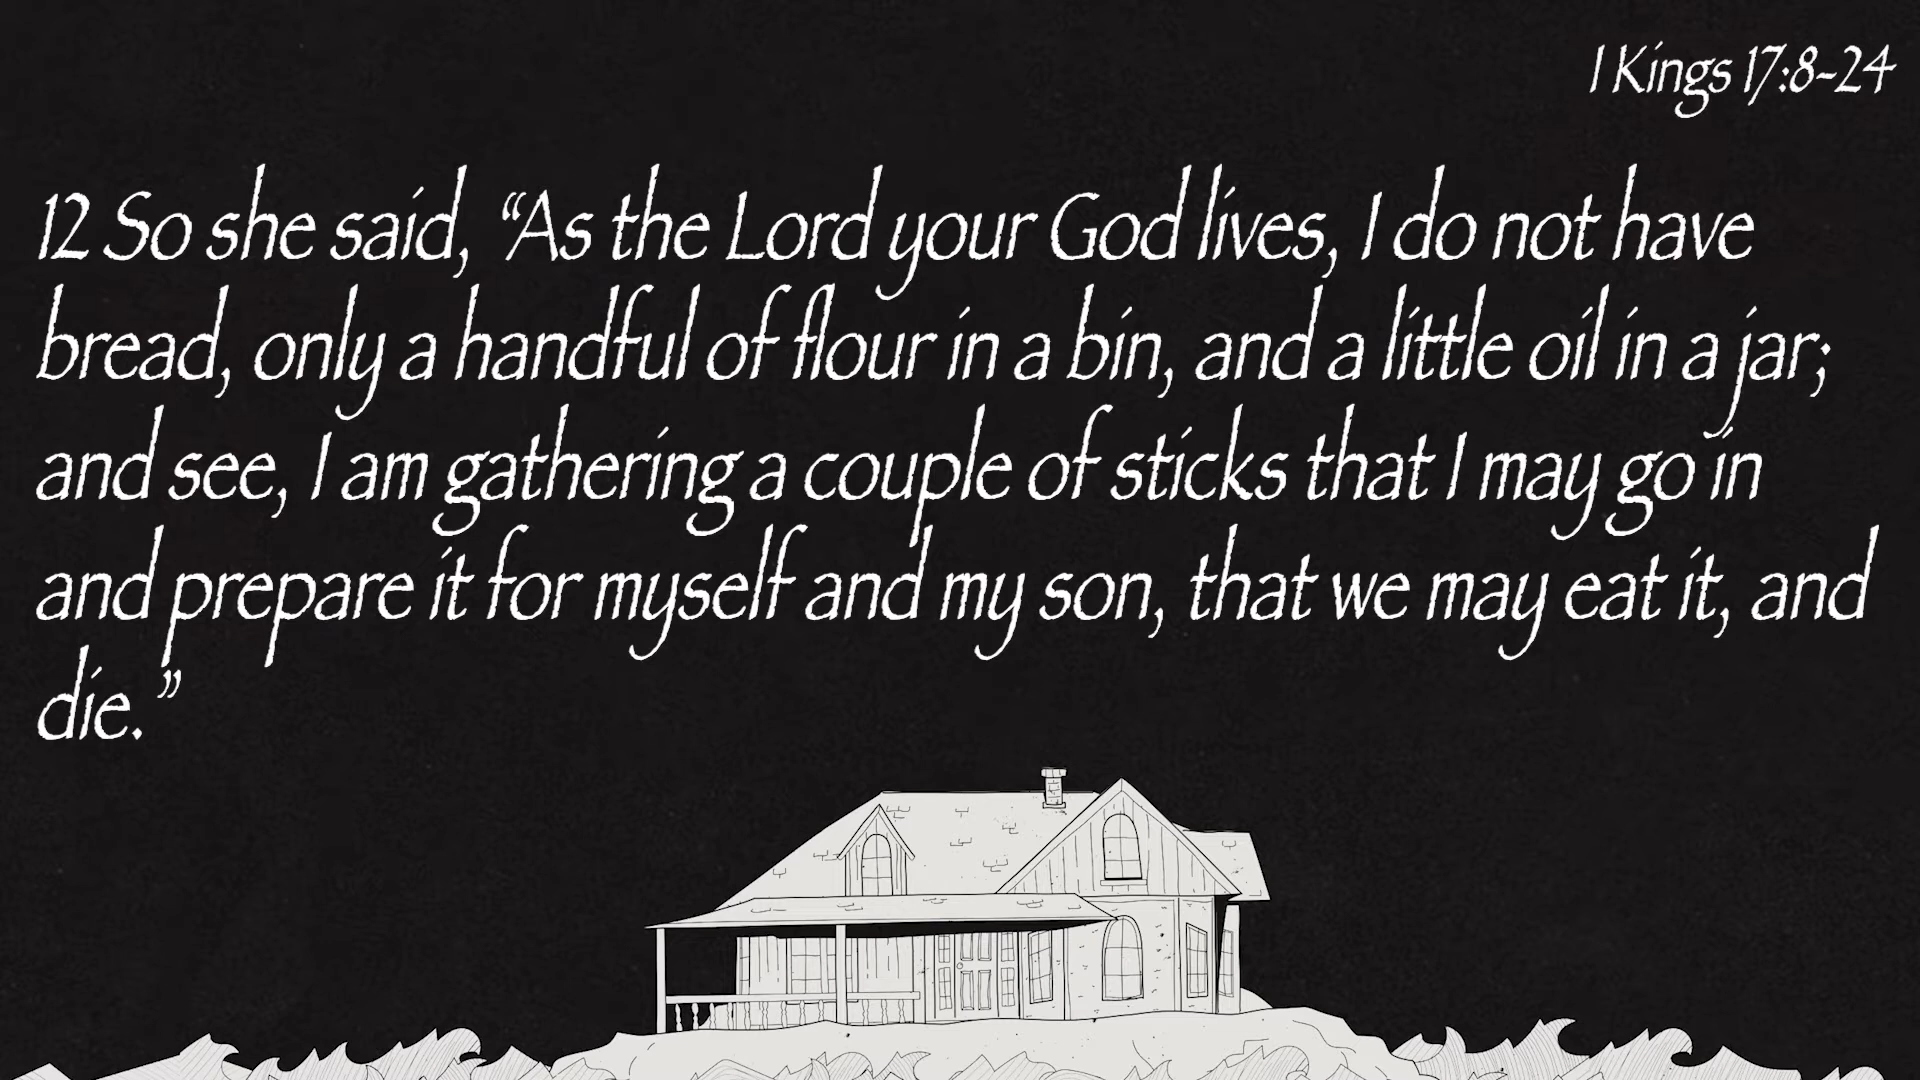 1 Kings 17:8-24
12 So she said, “As the Lord your God lives, I do not have
bread, only a handful of flour in a bin, and a little oil in a jar;
and see, I am gathering a couple of sticks that I may go in
and prepare it for myself and my son, that we may eat it, and
die.”